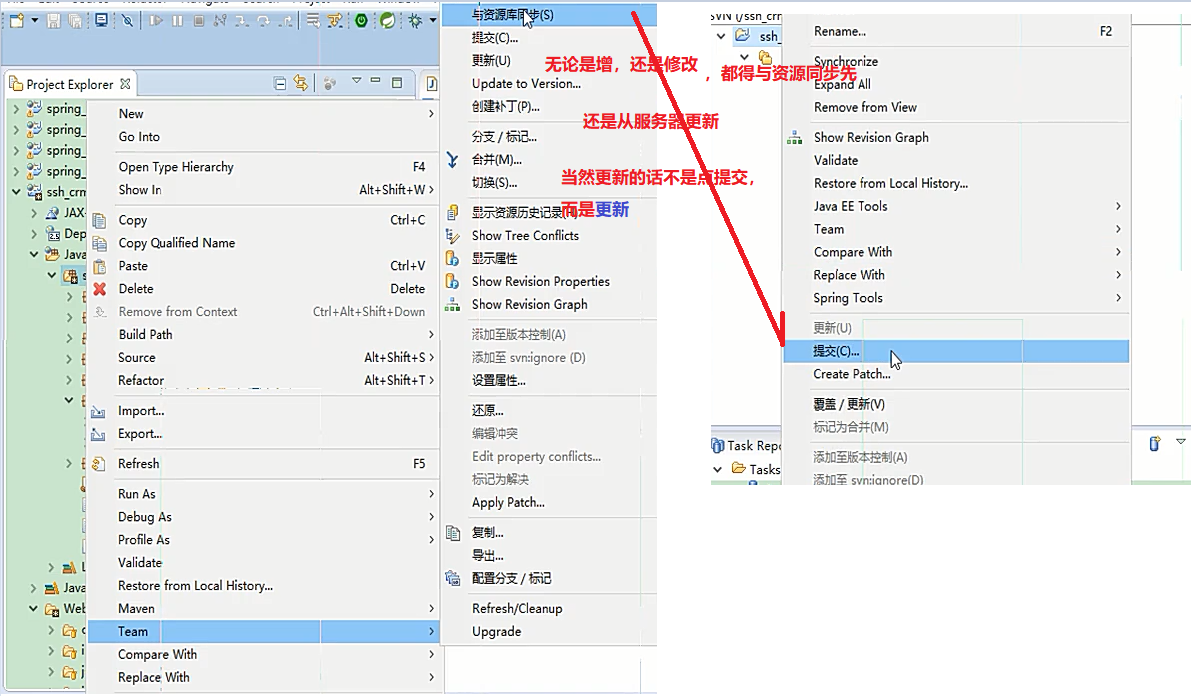 Project Explorer
spring_
spring_
spring_
spring_
ssh_crm
JAX-
Dep
Java
Java
Web
New
Go Into
Open Type Hierarchy F4
Show In Alt+Shift+W
Copy Ctrl+C
Copy Qualified Name
Paste Ctrl+V
Delete Delete
Remove from Context Ctrl+Alt+Shift+Down
Build Path
Source Alt+Shift+S
Refactor Alt+Shift+T
Import...
Export...
Refresh F5
Run As
Debug As
Profile As
Validate
Restore from Local History...
Maven
Team
Compare With
Replace With
与资源库同步(S)
提交(C)...
更新(U)
Update to Version...
创建补丁(P)...
分支 / 标记...
合并(M)...
切换(S)...
显示资源历史记录
Show Tree Conflicts
显示属性
Show Revision Properties
Show Revision Graph
添加至版本控制(A)
添加至 svn:ignore (D)
设置属性...
还原...
编辑冲突
Edit property conflicts...
标记为解决
Apply Patch...
复制...
导出...
配置分支 / 标记
Refresh/Cleanup
Upgrade
无论是增，还是修改，都得与资源同步先
还是从服务器更新
当然更新的话不是点提交，
而是更新
SVN (/ssh_crm
ssh_
Rename... F2
Synchronize
Expand All
Remove from View
Show Revision Graph
Validate
Restore from Local History...
Java EE Tools
Team
Compare With
Replace With
Spring Tools
更新(U)
提交(C)...
Create Patch...
覆盖 / 更新(V)
标记为合并(M)
添加至版本控制(A)
添加至 svn:ignore(D)
Task Repo
Tasks